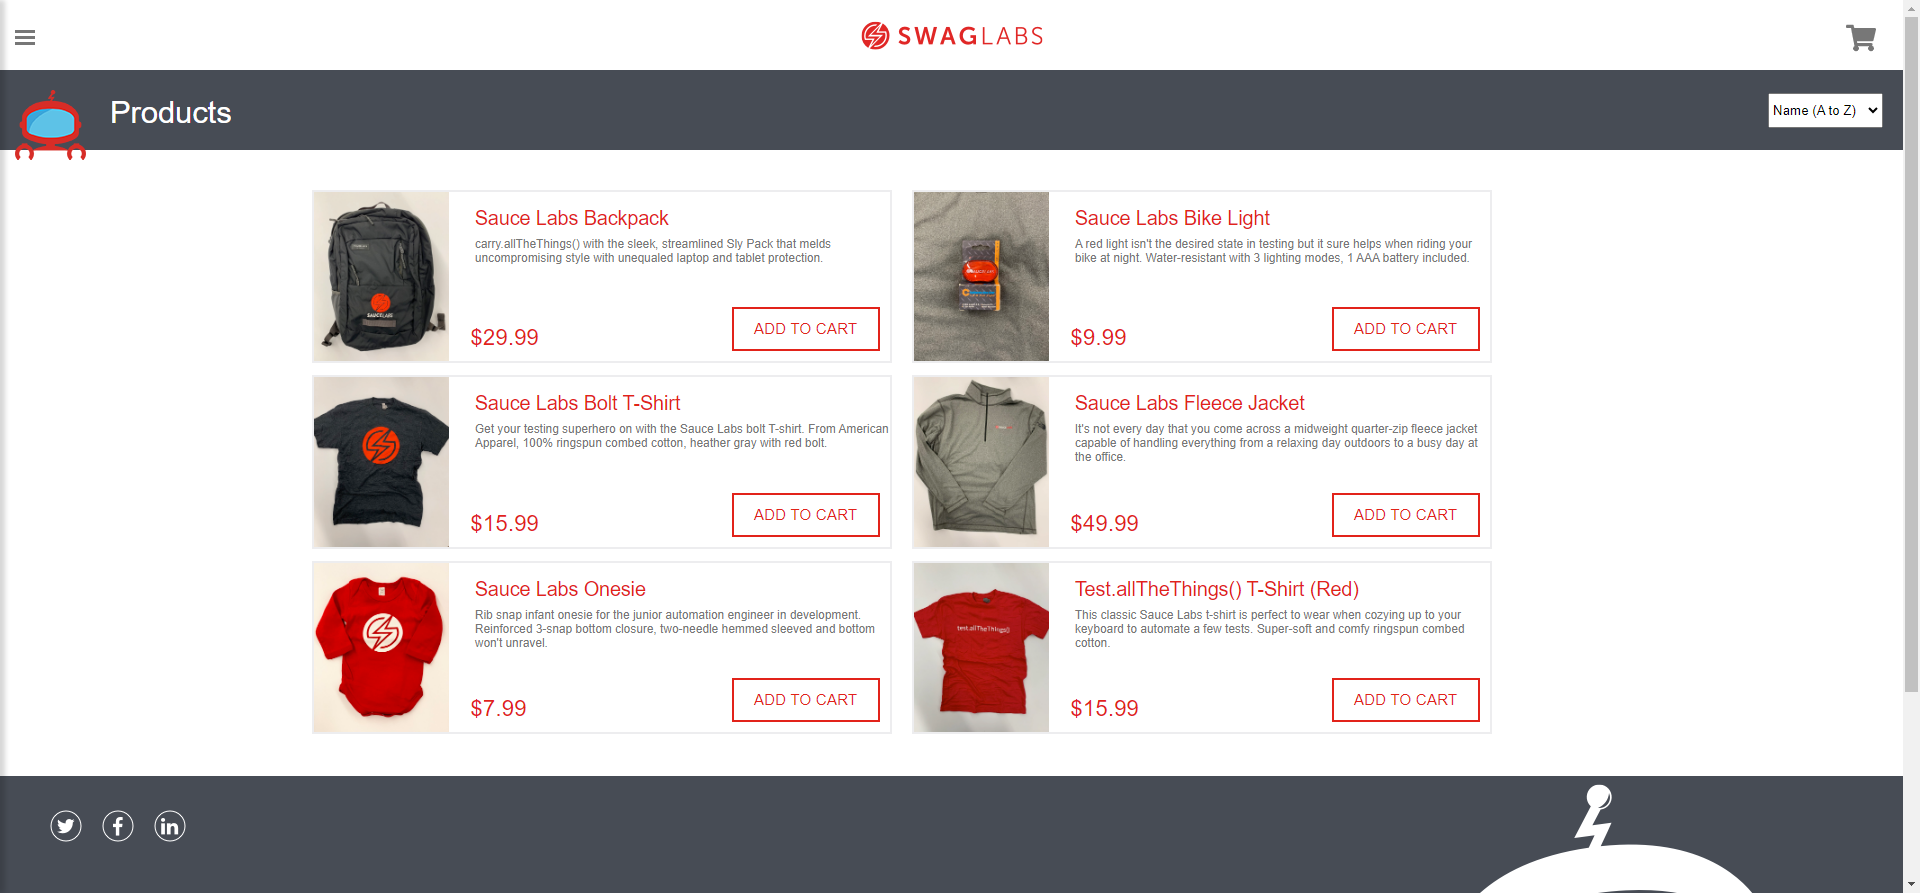 SWAGLABS
Products
Name (A to Z)
Sauce Labs Backpack
carry.allTheThings() with the sleek, streamlined Sly Pack that melds
uncompromising style with unequaled laptop and tablet protection.
SAUCELABS
$29.99
ADD TO CART
Sauce Labs Bike Light
A red light isn't the desired state in testing but it sure helps when riding your
bike at night. Water-resistant with 3 lighting modes, 1 AAA battery included.
SAUCELABS
$9.99
ADD TO CART
Sauce Labs Bolt T-Shirt
Get your testing superhero on with the Sauce Labs bolt T-shirt. From American
Apparel, 100% ringspun combed cotton, heather gray with red bolt.
$15.99
ADD TO CART
Sauce Labs Fleece Jacket
It's not every day that you come across a midweight quarter-zip fleece jacket
capable of handling everything from a relaxing day outdoors to a busy day at
the office.
$49.99
ADD TO CART
Sauce Labs Onesie
Rib snap infant onesie for the junior automation engineer in development.
Reinforced 3-snap bottom closure, two-needle hemmed sleeved and bottom
won't unravel.
$7.99
ADD TO CART
Test.allTheThings() T-Shirt (Red)
This classic Sauce Labs t-shirt is perfect to wear when cozying up to your
keyboard to automate a few tests. Super-soft and comfy ringspun combed
cotton.
test.allTheThings()
$15.99
ADD TO CART